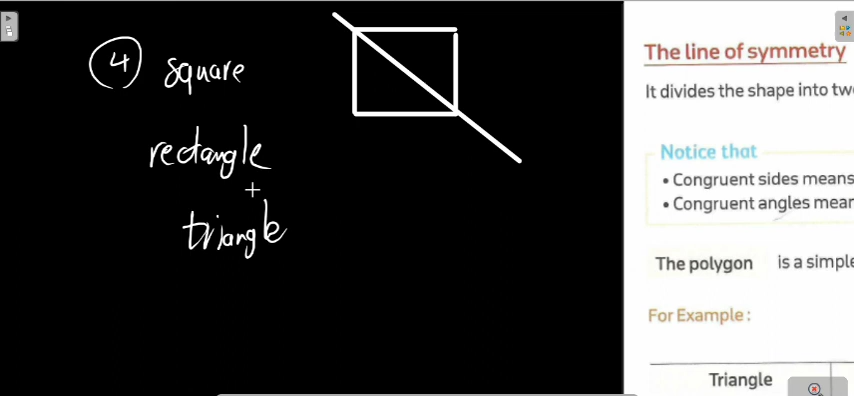 4 square
rectangle
+
triangle
The line of symmetry
It divides the shape into tw
Notice that
• Congruent sides means
• Congruent angles mean
The polygon is a simple
For Example :
Triangle